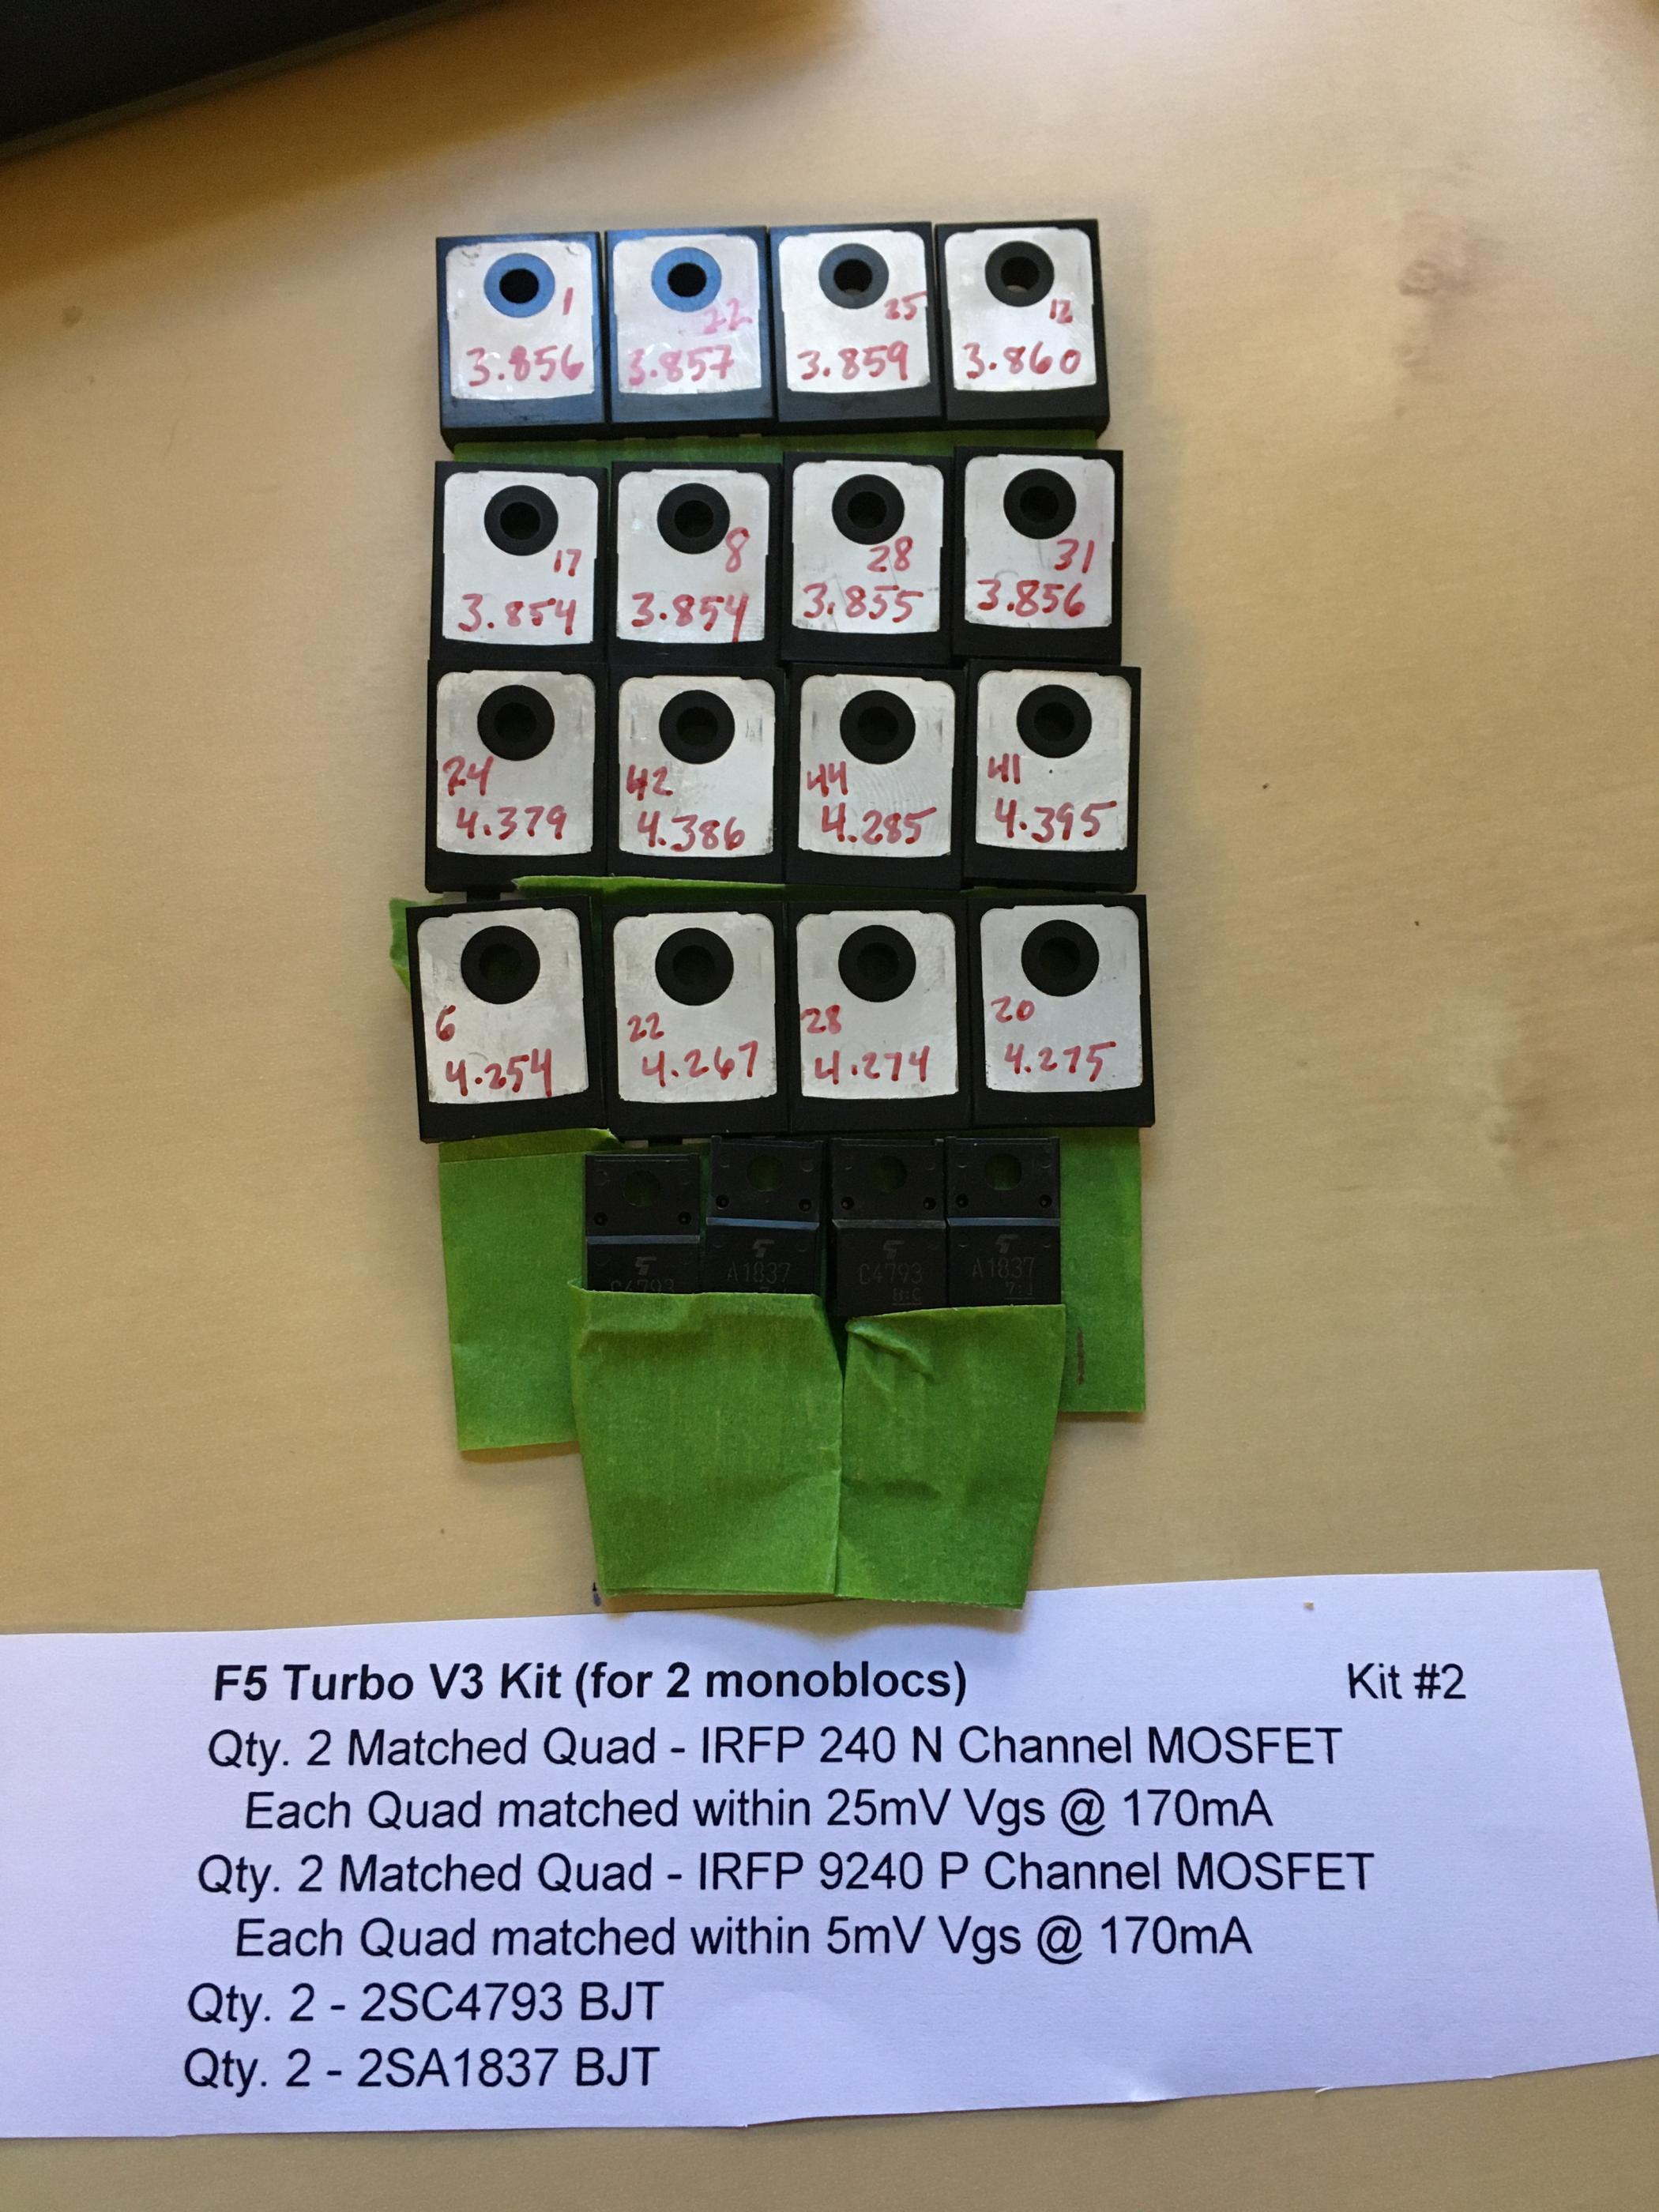 1 22 25 12
3.856 3.857 3.859 3.860
17 8 28 31
3.854 3.854 3.855 3.856
24 42 44 41
4.379 4.386 4.285 4.395
6 22 28 20
4.254 4.267 4.274 4.275
C4793 A1837 C4793 A1837
8:C 7:J
F5 Turbo V3 Kit (for 2 monoblocs) Kit #2
Qty. 2 Matched Quad - IRFP 240 N Channel MOSFET
Each Quad matched within 25mV Vgs @ 170mA
Qty. 2 Matched Quad - IRFP 9240 P Channel MOSFET
Each Quad matched within 5mV Vgs @ 170mA
Qty. 2 - 2SC4793 BJT
Qty. 2 - 2SA1837 BJT